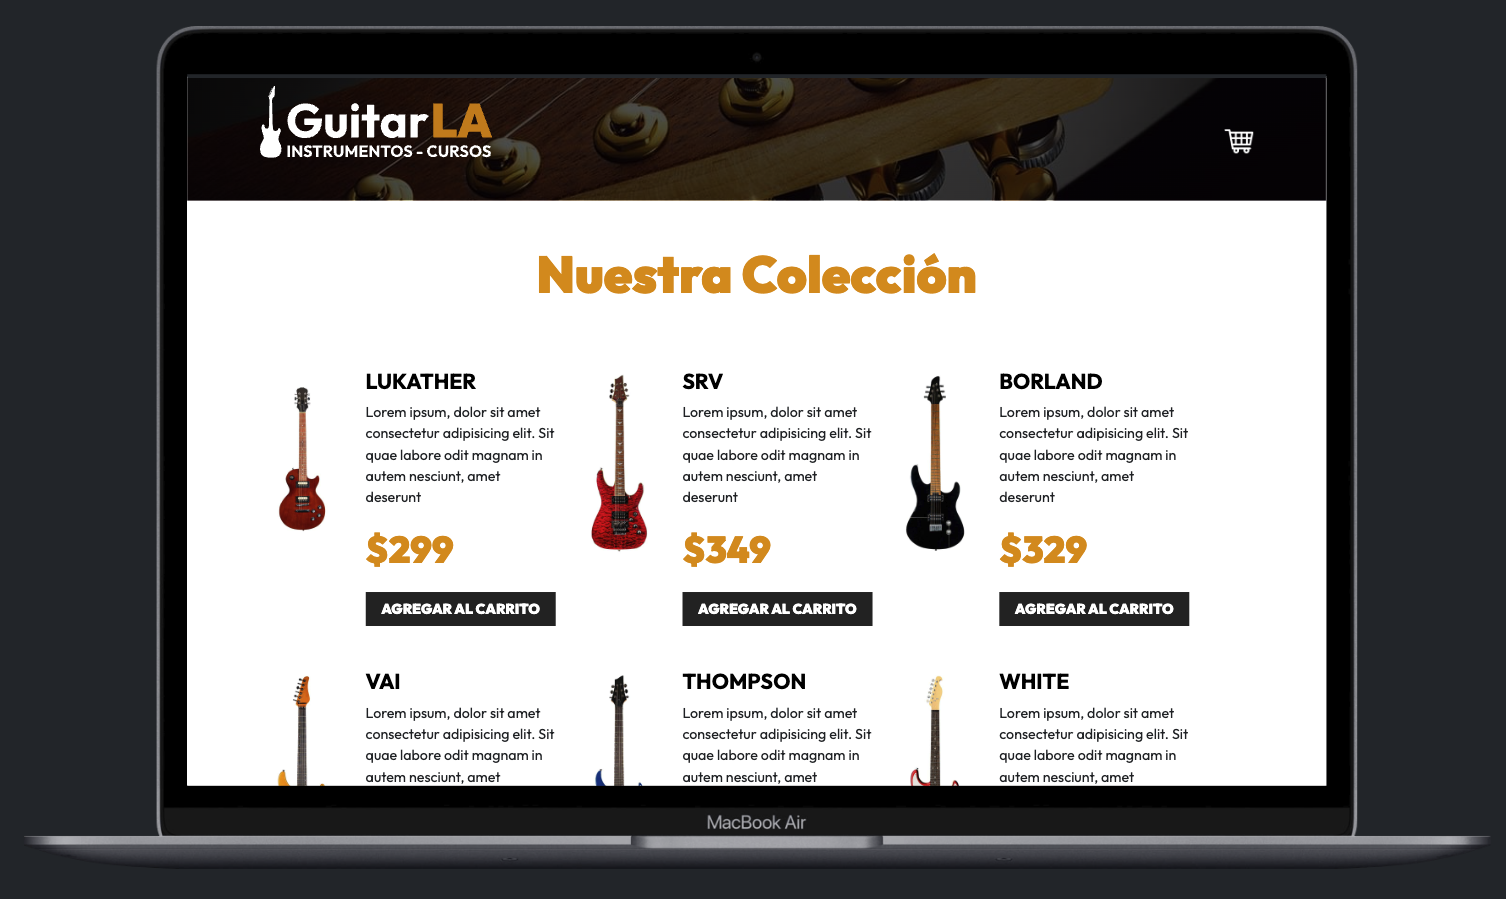 GuitarLA
INSTRUMENTOS - CURSOS
Nuestra Colección
LUKATHER
Lorem ipsum, dolor sit amet
consectetur adipisicing elit. Sit
quae labore odit magnam in
autem nesciunt, amet
deserunt
$299
AGREGAR AL CARRITO
SRV
Lorem ipsum, dolor sit amet
consectetur adipisicing elit. Sit
quae labore odit magnam in
autem nesciunt, amet
deserunt
$349
AGREGAR AL CARRITO
BORLAND
Lorem ipsum, dolor sit amet
consectetur adipisicing elit. Sit
quae labore odit magnam in
autem nesciunt, amet
deserunt
$329
AGREGAR AL CARRITO
VAI
Lorem ipsum, dolor sit amet
consectetur adipisicing elit. Sit
quae labore odit magnam in
autem nesciunt, amet
THOMPSON
Lorem ipsum, dolor sit amet
consectetur adipisicing elit. Sit
quae labore odit magnam in
autem nesciunt, amet
WHITE
Lorem ipsum, dolor sit amet
consectetur adipisicing elit. Sit
quae labore odit magnam in
autem nesciunt, amet
MacBook Air